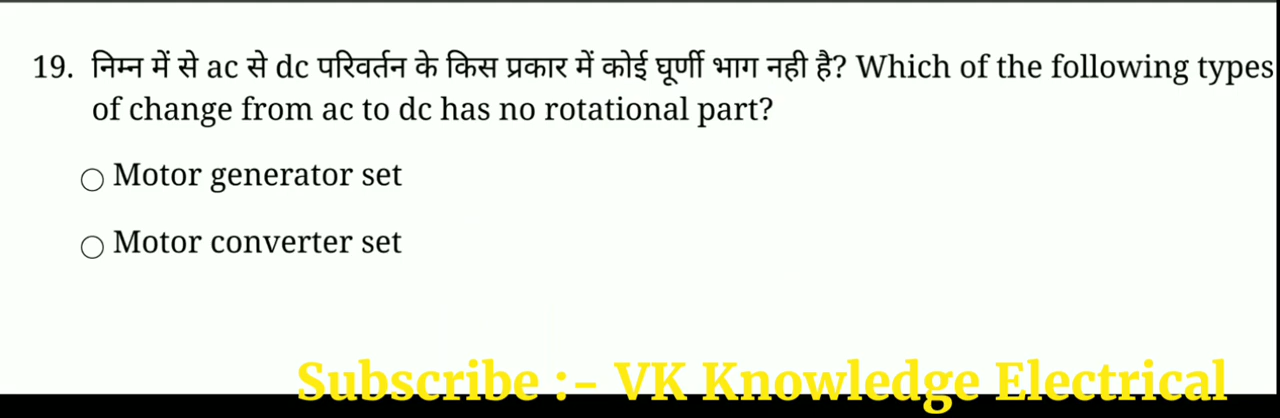 19. निम्न में से ac से dc परिवर्तन के किस प्रकार में कोई घूर्णी भाग नही है? Which of the following types
of change from ac to dc has no rotational part?
Motor generator set
Motor converter set
Subscribe :- VK Knowledge Electrical